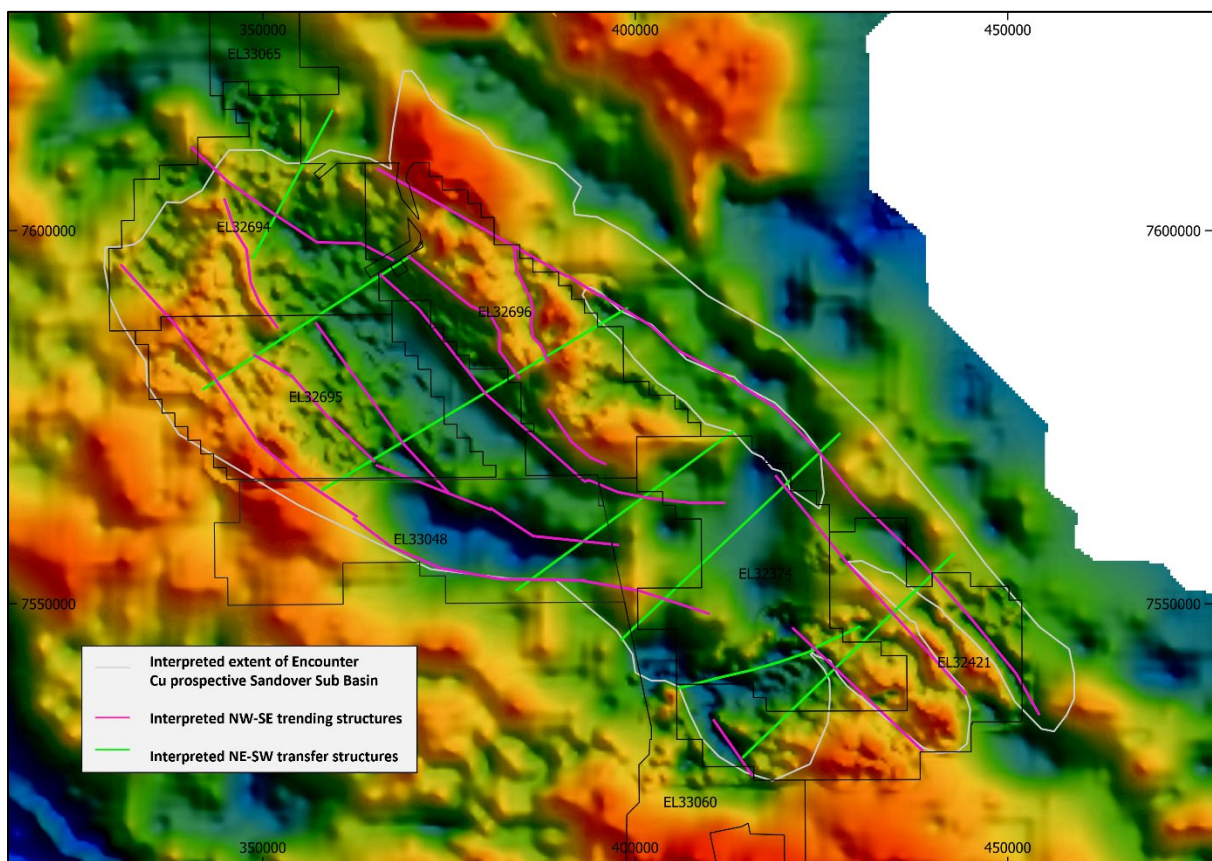 350000
400000
450000
EL33065
7600000
7600000
EL32694
EL32696
EL32695
EL33048
EL32374
7550000
7550000
EL32421
Interpreted extent of Encounter
Cu prospective Sandover Sub Basin
Interpreted NW-SE trending structures
Interpreted NE-SW transfer structures
EL33060
350000
400000
450000